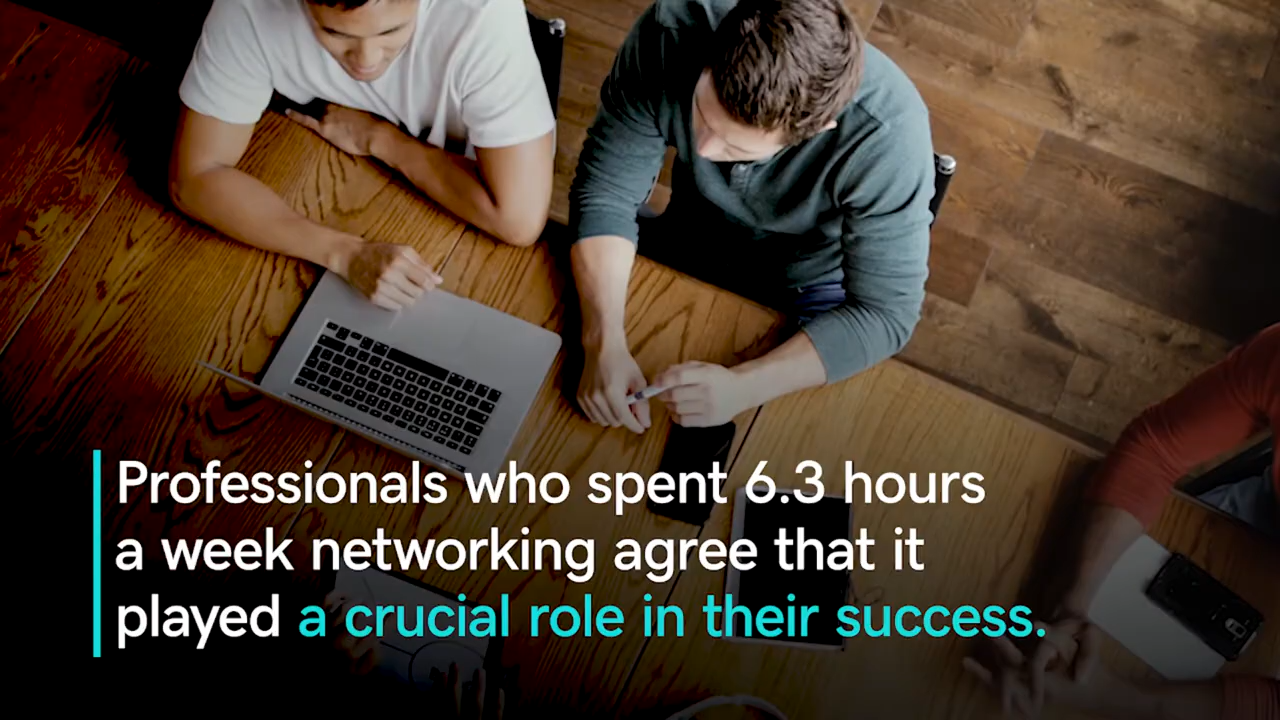 Professionals who spent 6.3 hours
a week networking agree that it
played a crucial role in their success.